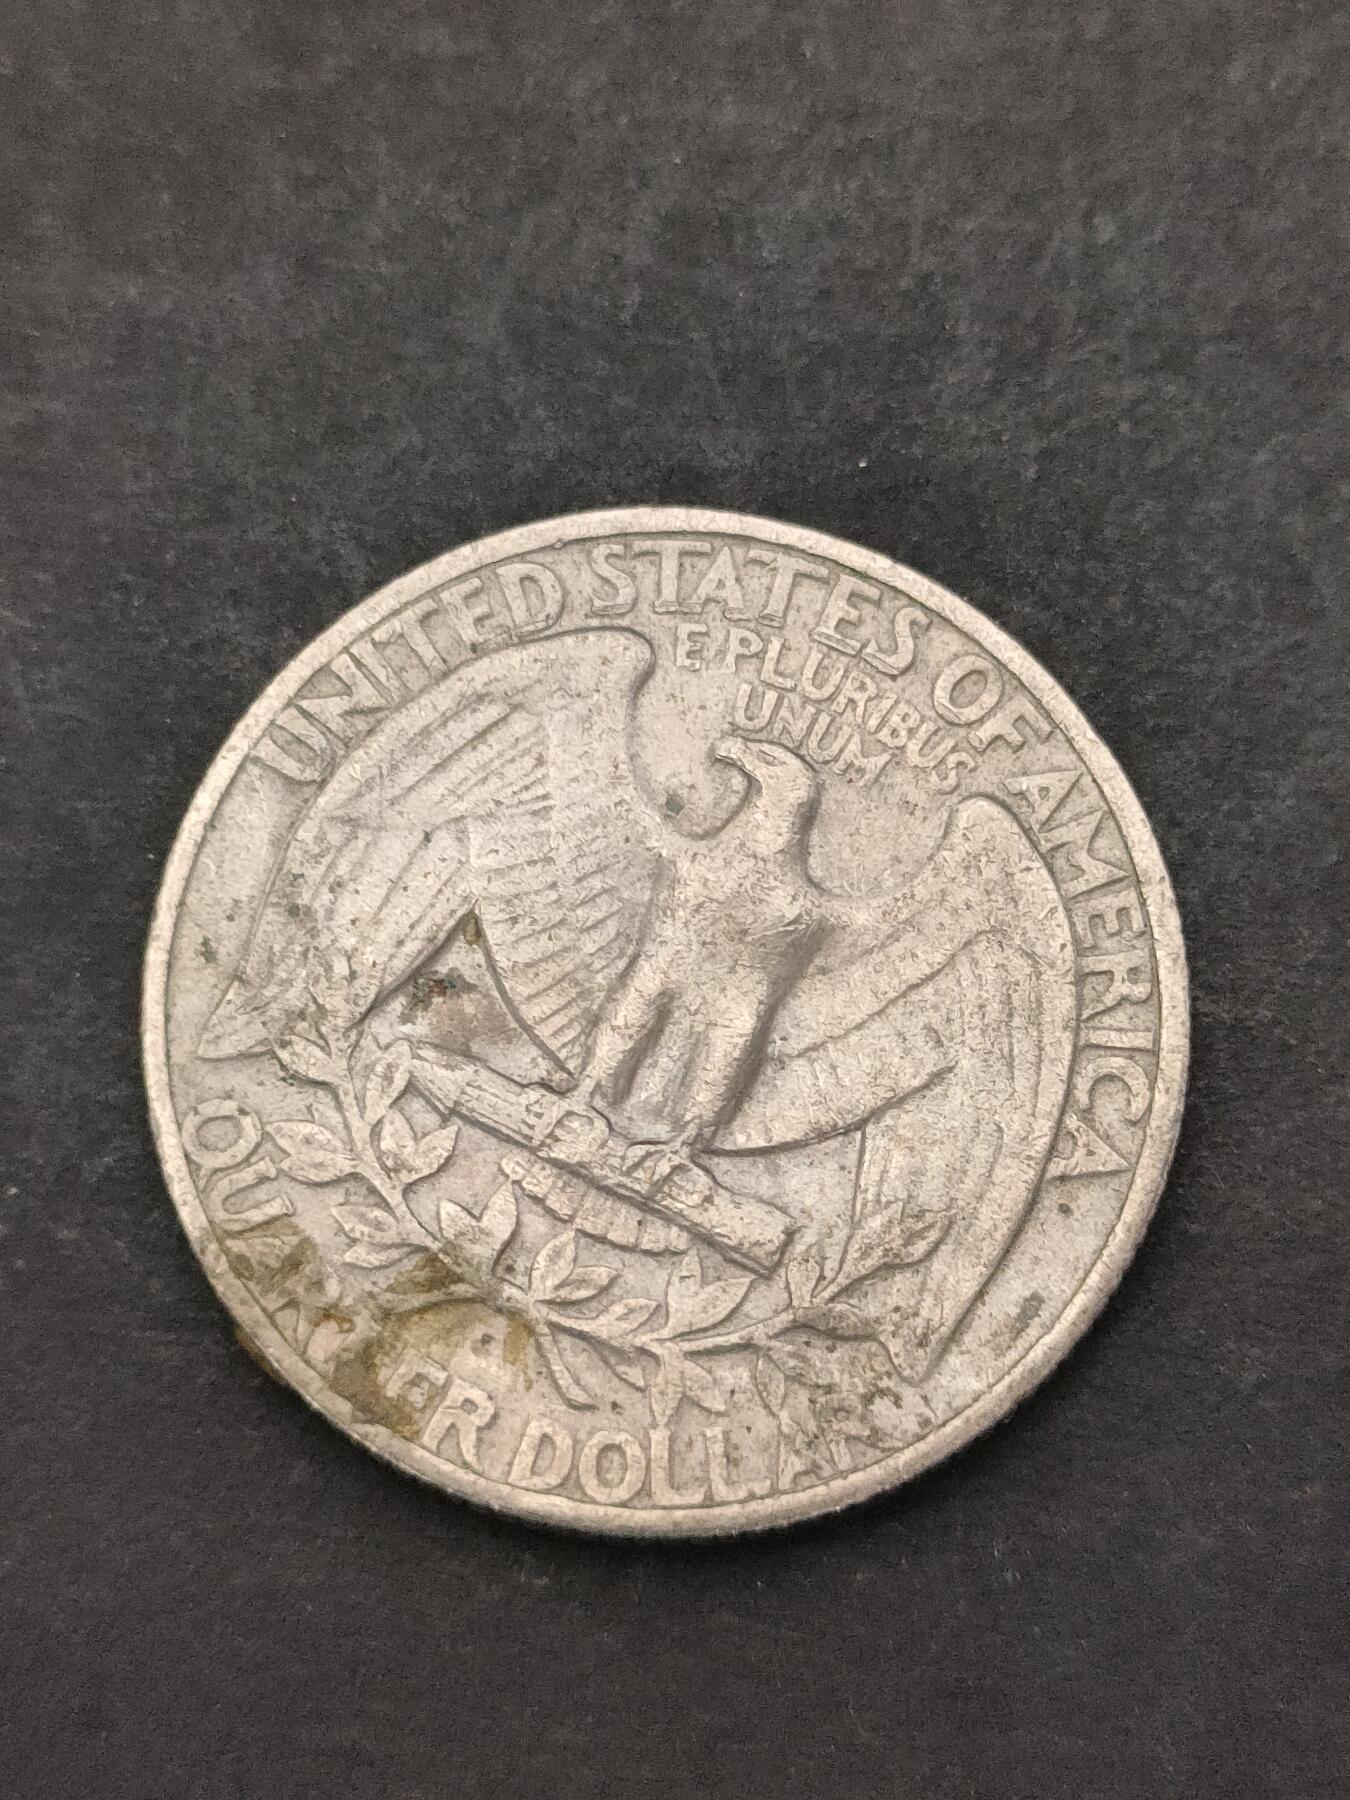 UNITED STATES OF AMERICA
E PLURIBUS
UNUM
QUARTER DOLLAR